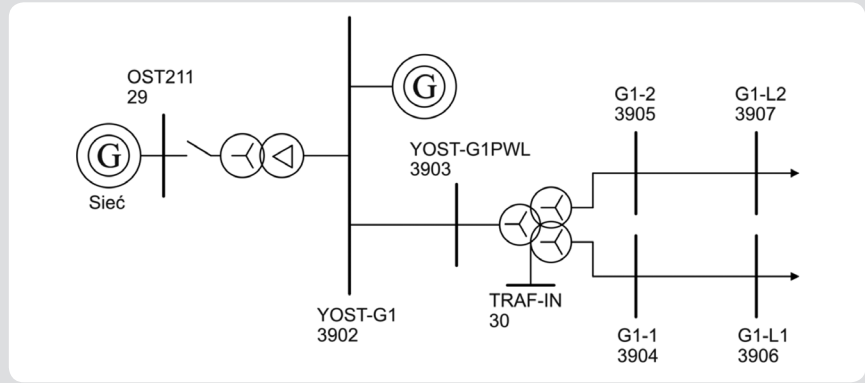 OST211
29
G
Sieć
G
YOST-G1
3902
YOST-G1PWL
3903
TRAF-IN
30
G1-2
3905
G1-L2
3907
G1-1
3904
G1-L1
3906